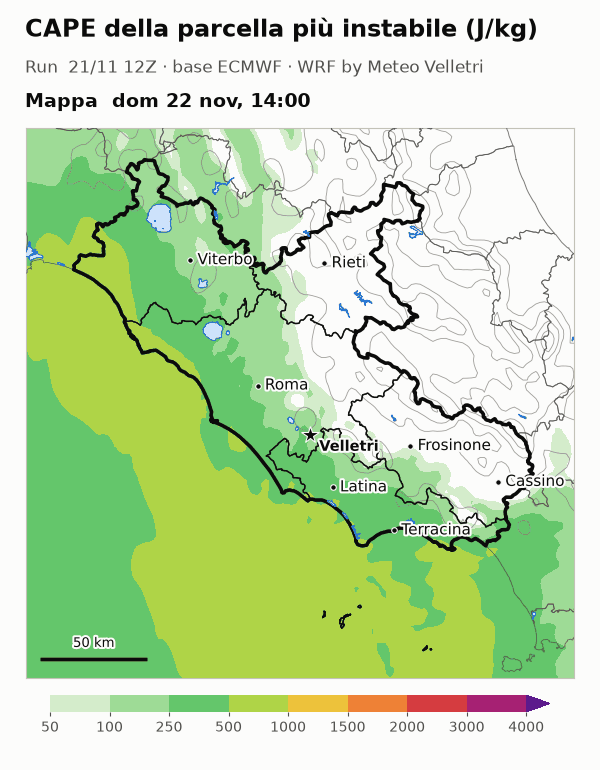 CAPE della parcella più instabile (J/kg)
Run  21/11 12Z · base ECMWF · WRF by Meteo Velletri
Mappa  dom 22 nov, 14:00
Viterbo
Rieti
Roma
Velletri
Frosinone
Cassino
Latina
Terracina
50 km
50 100 250 500 1000 1500 2000 3000 4000